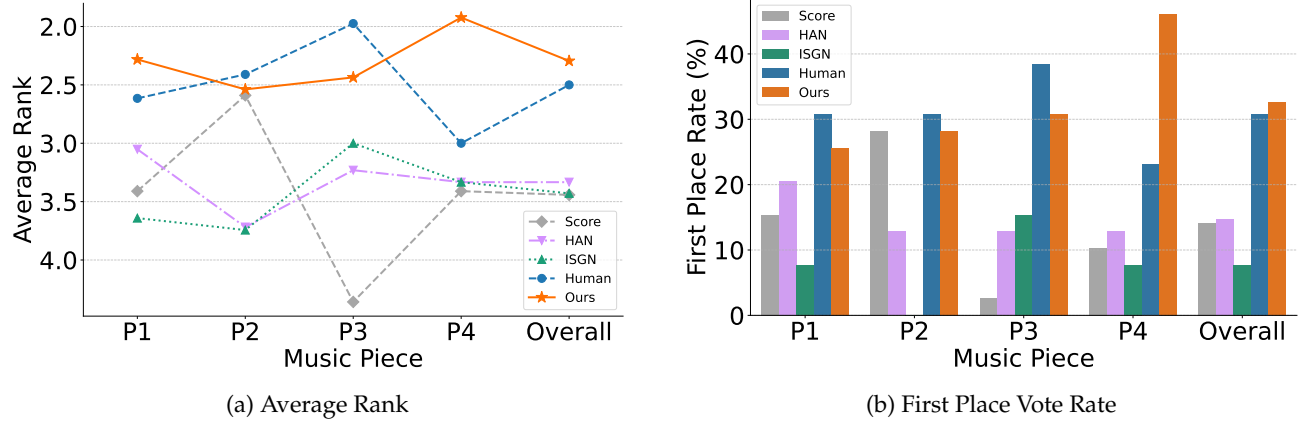 2.0
2.5
3.0
3.5
4.0
Average Rank
Score
HAN
ISGN
Human
Ours
P1 P2 P3 P4 Overall
Music Piece
(a) Average Rank
Score
HAN
ISGN
Human
Ours
40
30
20
10
0
First Place Rate (%)
P1 P2 P3 P4 Overall
Music Piece
(b) First Place Vote Rate